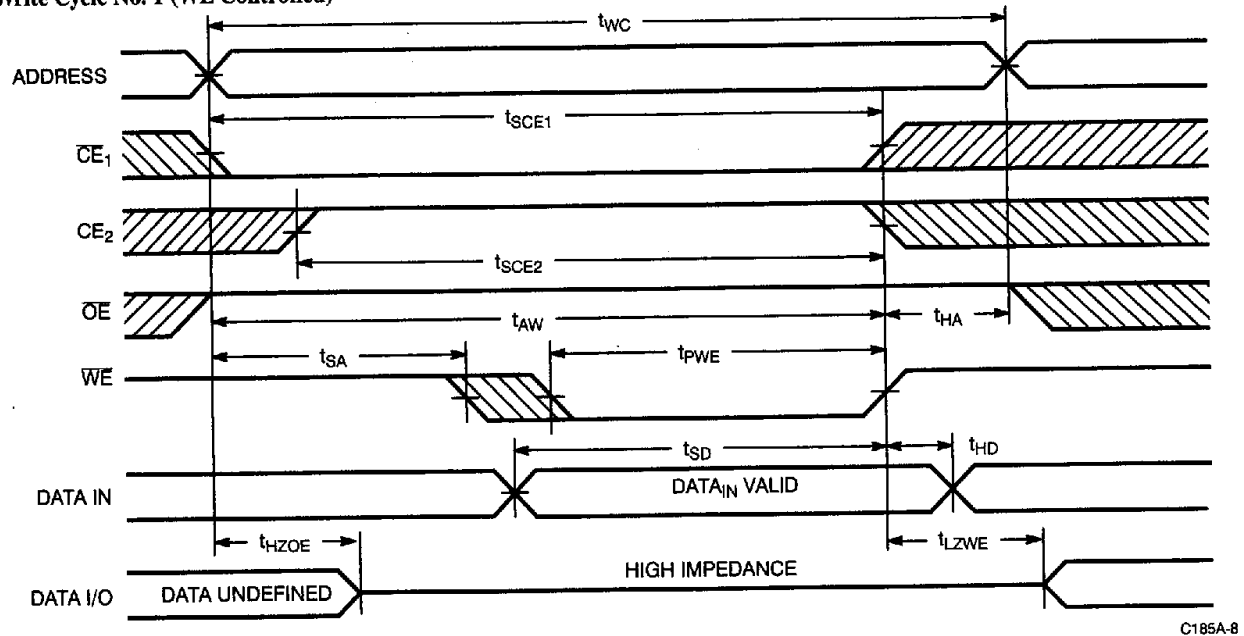 Write Cycle No. 1 (WE Controlled)
tWC
ADDRESS
tSCE1
CE1
CE2
tSCE2
OE
tAW
tHA
tSA
tPWE
WE
tSD
tHD
DATA IN
DATAIN VALID
tHZOE
tLZWE
HIGH IMPEDANCE
DATA I/O
DATA UNDEFINED
C185A-8